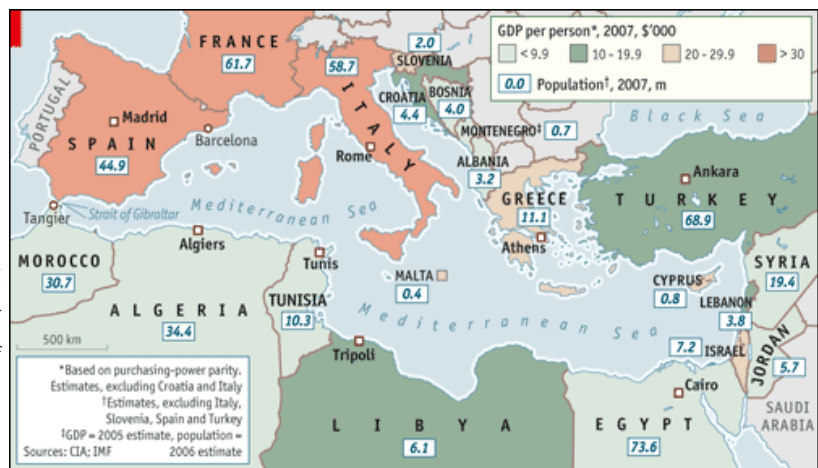 GDP per person*, 2007, $'000
< 9.9 10 - 19.9 20 - 29.9 > 30
0.0 Population†, 2007, m
FRANCE
61.7
58.7
2.0
SLOVENIA
PORTUGAL
Madrid
SPAIN
44.9
Barcelona
ITALY
Rome
CROATIA
4.4
BOSNIA
4.0
MONTENEGRO‡ 0.7
ALBANIA
3.2
Black Sea
GREECE
11.1
Athens
Ankara
TURKEY
68.9
Tangier
Strait of Gibraltar
Mediterranean Sea
Algiers
Tunis
MALTA
0.4
CYPRUS
0.8
SYRIA
19.4
LEBANON
3.8
MOROCCO
30.7
ALGERIA
34.4
TUNISIA
10.3
Mediterranean Sea
7.2 ISRAEL
JORDAN
5.7
500 km
Tripoli
Cairo
SAUDI
ARABIA
LIBYA
6.1
EGYPT
73.6
*Based on purchasing-power parity.
Estimates, excluding Croatia and Italy
†Estimates, excluding Italy,
Slovenia, Spain and Turkey
‡GDP = 2005 estimate, population =
Sources: CIA; IMF 2006 estimate